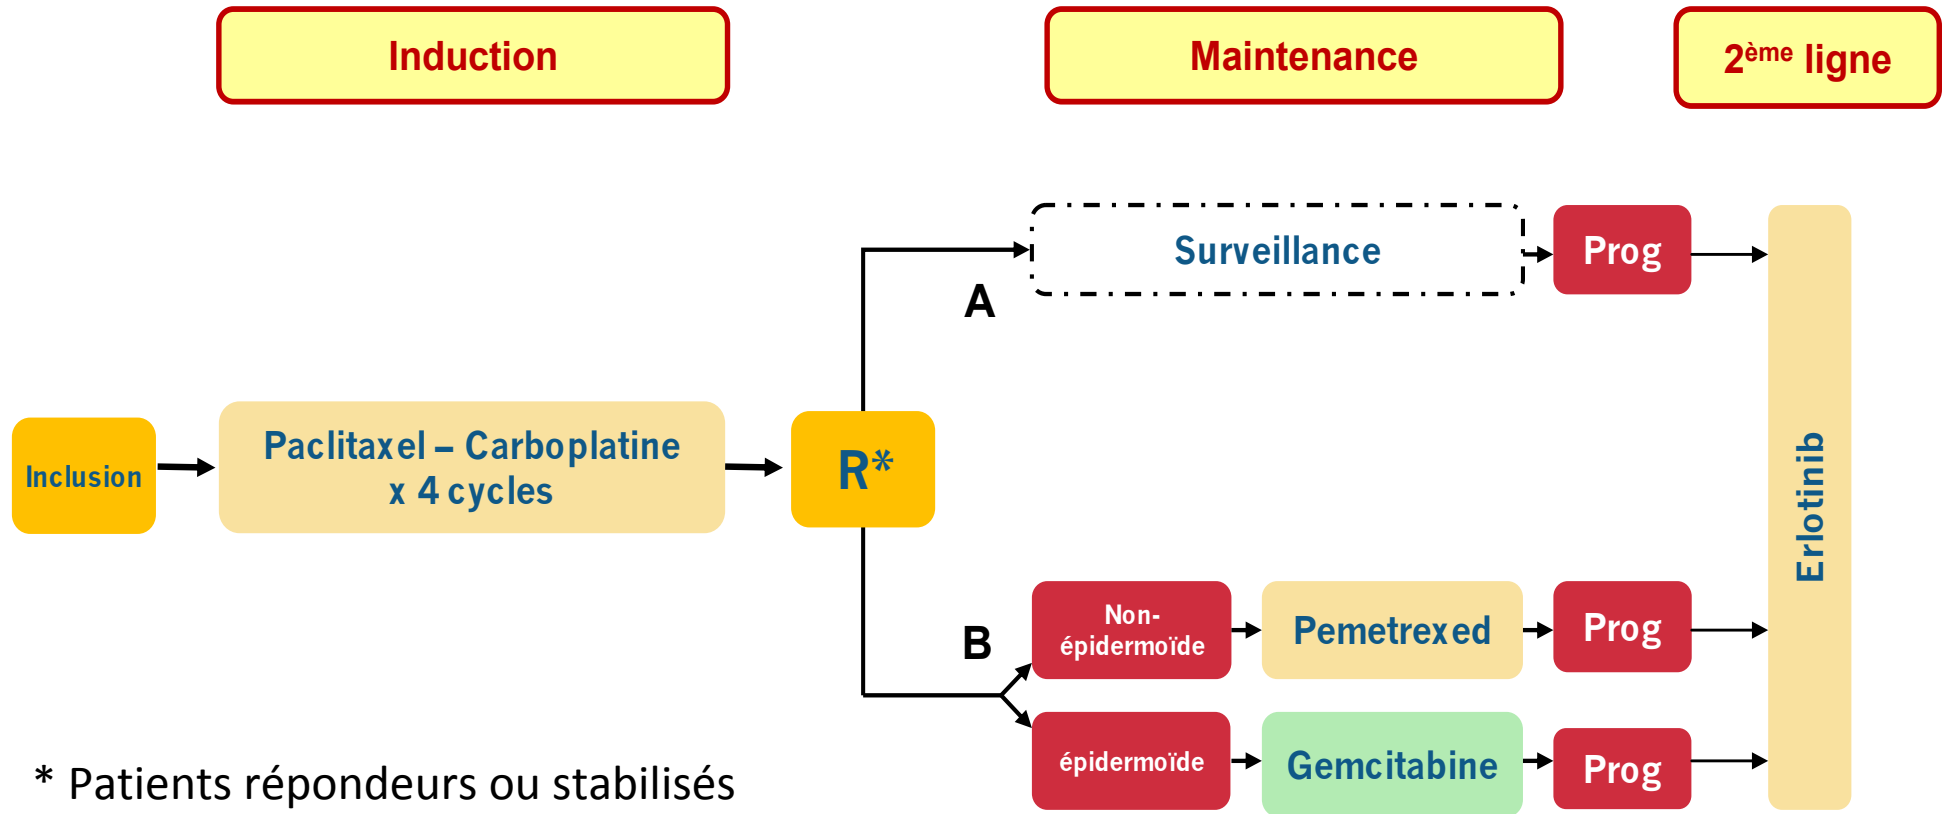 Induction
Maintenance
2ème ligne
Surveillance
Prog
A
Inclusion
Paclitaxel – Carboplatine
x 4 cycles
R*
Erlotinib
B
Non-
épidermoïde
Pemetrexed
Prog
épidermoïde
Gemcitabine
Prog
* Patients répondeurs ou stabilisés